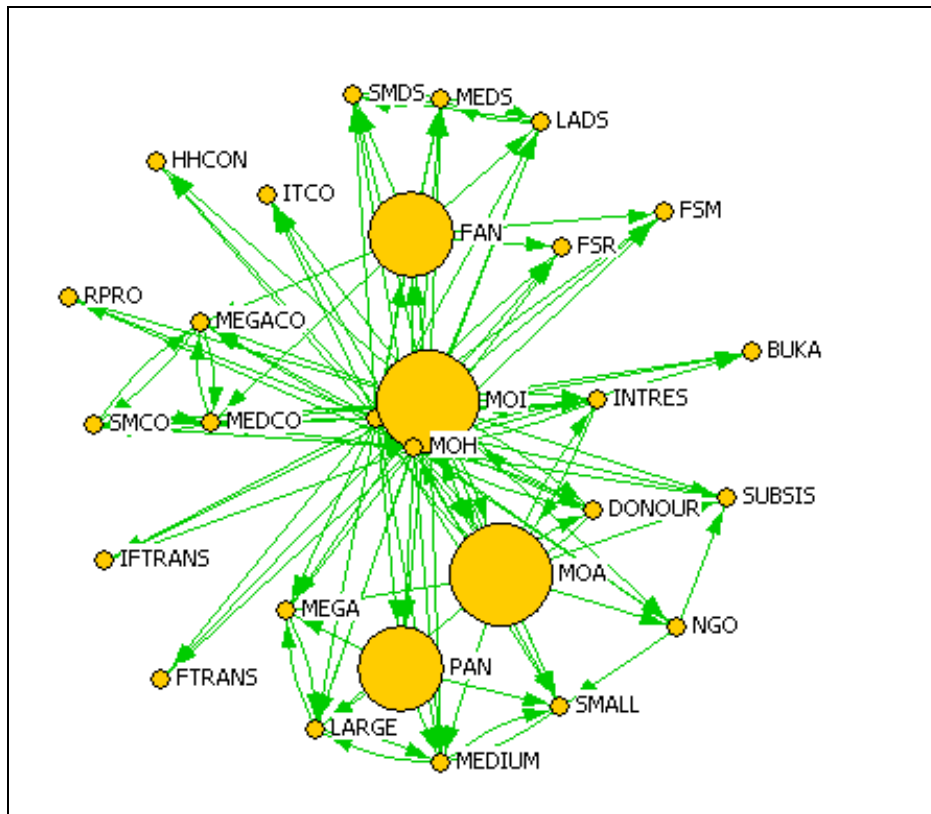 SMDS
MEDS
LADS
HHCON
ITCO
FSM
FAN
FSR
RPRO
MEGACO
BUKA
MOI
INTRES
SMCO
MEDCO
MOH
SUBSIS
DONOUR
IFTRANS
MOA
MEGA
NGO
PAN
FTRANS
SMALL
LARGE
MEDIUM